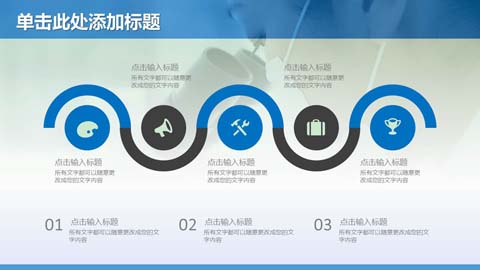 单击此处添加标题
点击输入标题
所有文字都可以随意更
改成您的文字内容
点击输入标题
所有文字都可以随意更
改成您的文字内容
点击输入标题
所有文字都可以随意更
改成您的文字内容
点击输入标题
所有文字都可以随意更
改成您的文字内容
点击输入标题
所有文字都可以随意更
改成您的文字内容
01 点击输入标题
所有文字都可以随意更改成您的文
字内容
02 点击输入标题
所有文字都可以随意更改成您的文
字内容
03 点击输入标题
所有文字都可以随意更改成您的文
字内容